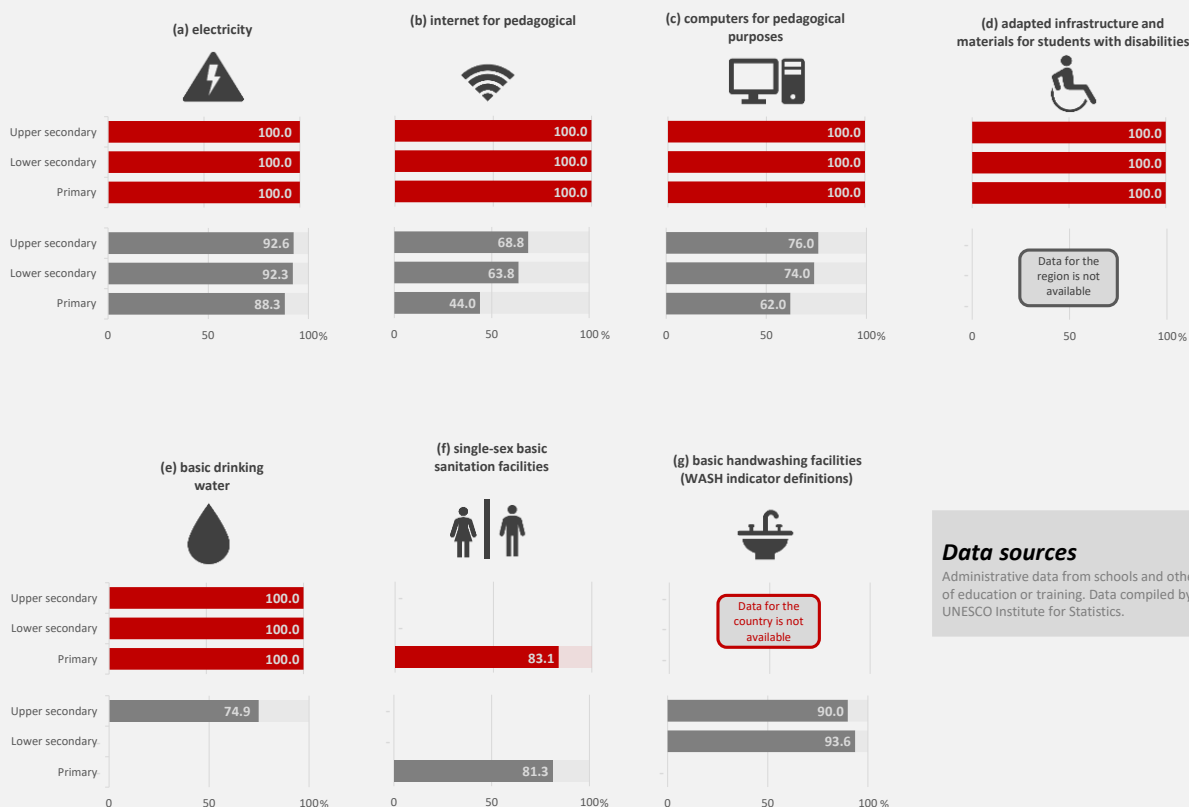 (a) electricity
(b) internet for pedagogical
(c) computers for pedagogical
purposes
(d) adapted infrastructure and
materials for students with disabilities
Upper secondary 100.0 100.0 100.0 100.0
Lower secondary 100.0 100.0 100.0 100.0
Primary 100.0 100.0 100.0 100.0
Upper secondary 92.6 68.8 76.0
Lower secondary 92.3 63.8 74.0
Primary 88.3 44.0 62.0
Data for the
region is not
available
0 50 100% 0 50 100% 0 50 100% 0 50 100%
(e) basic drinking
water
(f) single-sex basic
sanitation facilities
(g) basic handwashing facilities
(WASH indicator definitions)
Upper secondary 100.0
Lower secondary 100.0
Primary 100.0 83.1
Data for the
country is not
available
Upper secondary 74.9 90.0
Lower secondary 93.6
Primary 81.3
0 50 100% 0 50 100% 0 50 100%
Data sources
Administrative data from schools and othe
of education or training. Data compiled by
UNESCO Institute for Statistics.